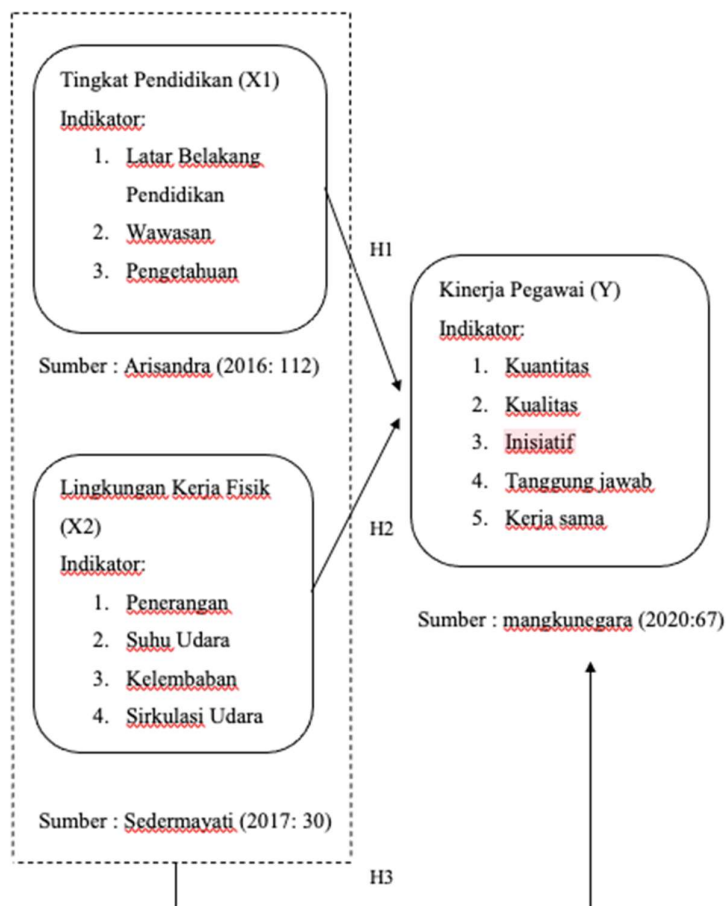 Tingkat Pendidikan (X1)
Indikator:
1. Latar Belakang
Pendidikan
2. Wawasan
3. Pengetahuan
Sumber : Arisandra (2016: 112)
H1
Kinerja Pegawai (Y)
Indikator:
1. Kuantitas
2. Kualitas
3. Inisiatif
4. Tanggung jawab
5. Kerja sama
Sumber : mangkunegara (2020:67)
Lingkungan Kerja Fisik
(X2)
Indikator:
1. Penerangan
2. Suhu Udara
3. Kelembaban
4. Sirkulasi Udara
H2
Sumber : Sedermayati (2017: 30)
H3